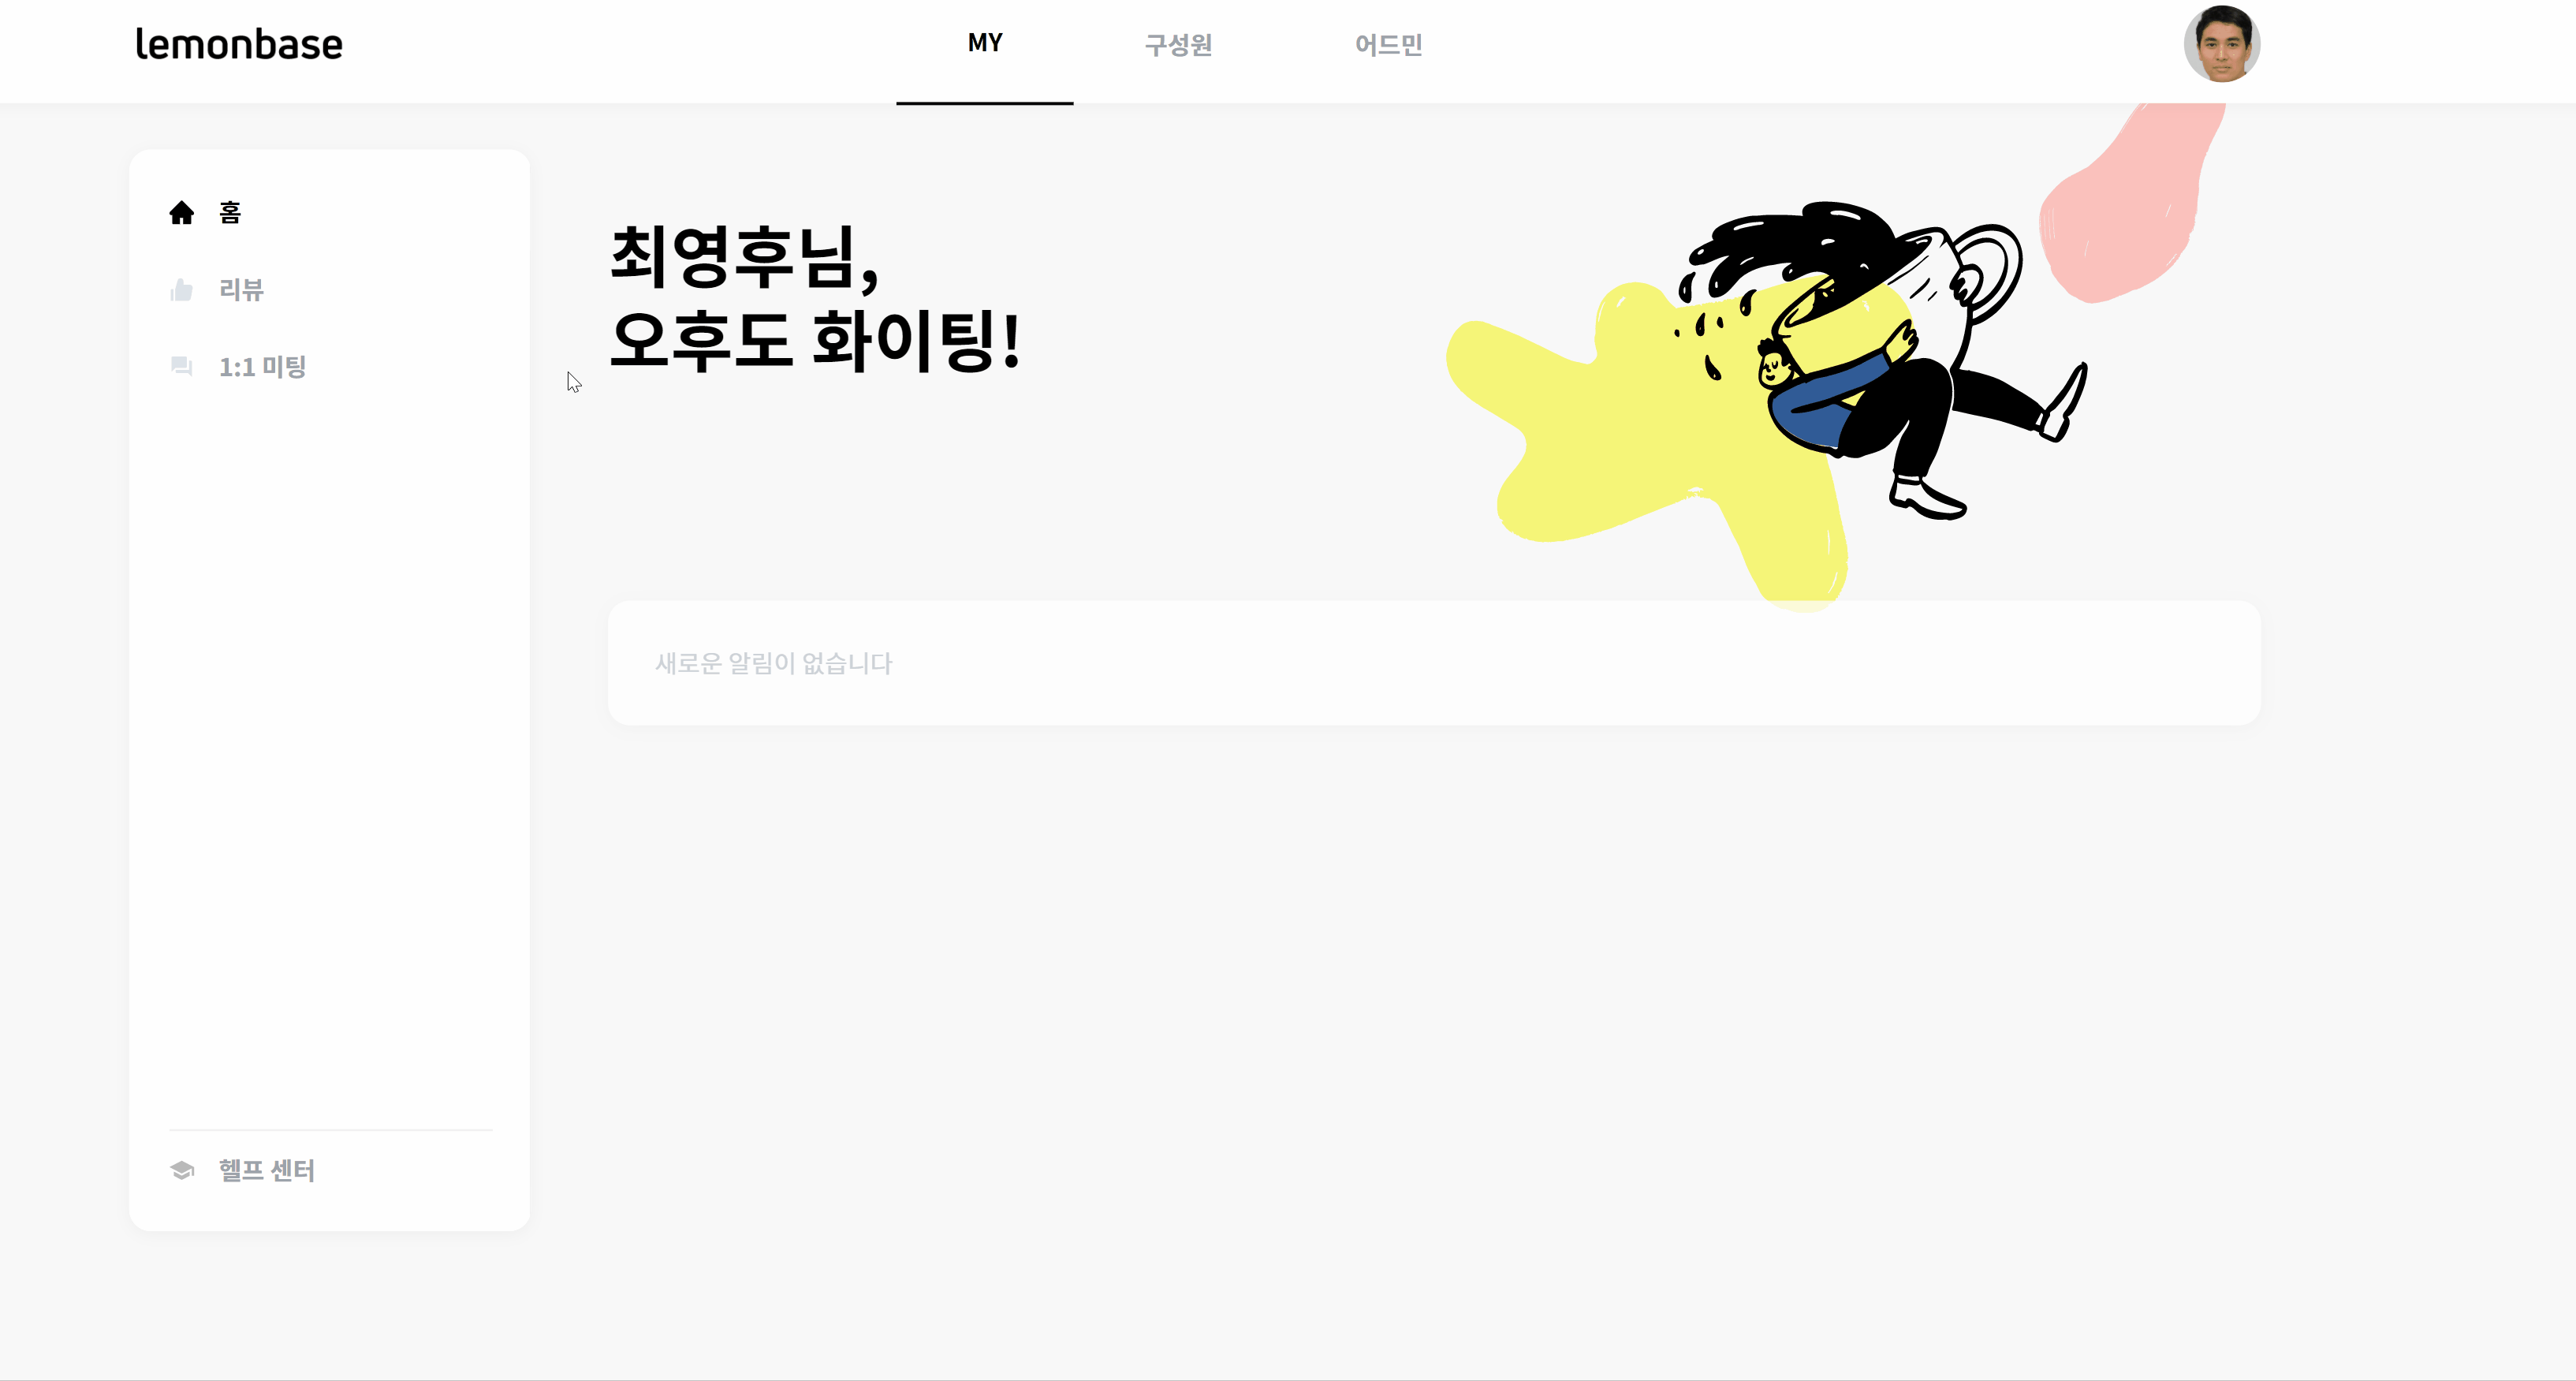 lemonbase
MY
구성원
어드민
홈
리뷰
1:1 미팅
최영후님,
오후도 화이팅!
새로운 알림이 없습니다
헬프 센터